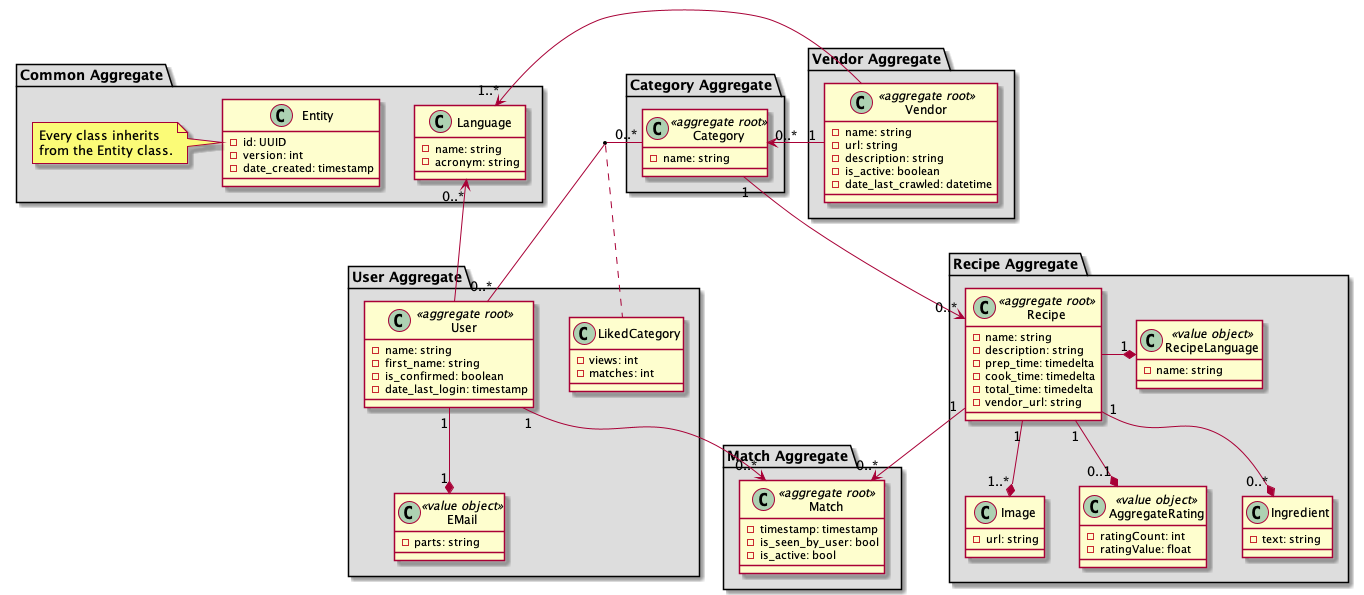 Common Aggregate
Every class inherits
from the Entity class.
C
Entity
id: UUID
version: int
date_created: timestamp
1..*
C
Language
name: string
acronym: string
0..*
Category Aggregate
0..*
C
«aggregate root»
Category
name: string
1
0..*
1
Vendor Aggregate
C
«aggregate root»
Vendor
name: string
url: string
description: string
is_active: boolean
date_last_crawled: datetime
User Aggregate
0..*
C
«aggregate root»
User
name: string
first_name: string
is_confirmed: boolean
date_last_login: timestamp
1
1
C
LikedCategory
views: int
matches: int
1
C
«value object»
EMail
parts: string
Match Aggregate
0..*
0..*
C
«aggregate root»
Match
timestamp: timestamp
is_seen_by_user: bool
is_active: bool
Recipe Aggregate
0..*
C
«aggregate root»
Recipe
name: string
description: string
prep_time: timedelta
cook_time: timedelta
total_time: timedelta
vendor_url: string
1
1
1
1
1
C
«value object»
RecipeLanguage
name: string
1..*
C
Image
url: string
0..1
C
«value object»
AggregateRating
ratingCount: int
ratingValue: float
0..*
C
Ingredient
text: string